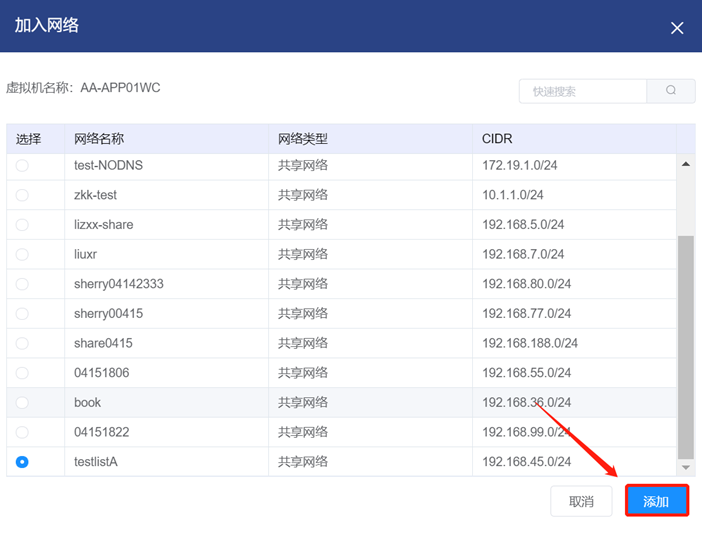 加入网络
虚拟机名称：AA-APP01WC
快速搜索
选择 网络名称 网络类型 CIDR
test-NODNS 共享网络 172.19.1.0/24
zkk-test 共享网络 10.1.1.0/24
lizxx-share 共享网络 192.168.5.0/24
liuxr 共享网络 192.168.7.0/24
sherry04142333 共享网络 192.168.80.0/24
sherry00415 共享网络 192.168.77.0/24
share0415 共享网络 192.168.188.0/24
04151806 共享网络 192.168.55.0/24
book 共享网络 192.168.36.0/24
04151822 共享网络 192.168.99.0/24
testlistA 共享网络 192.168.45.0/24
取消 添加